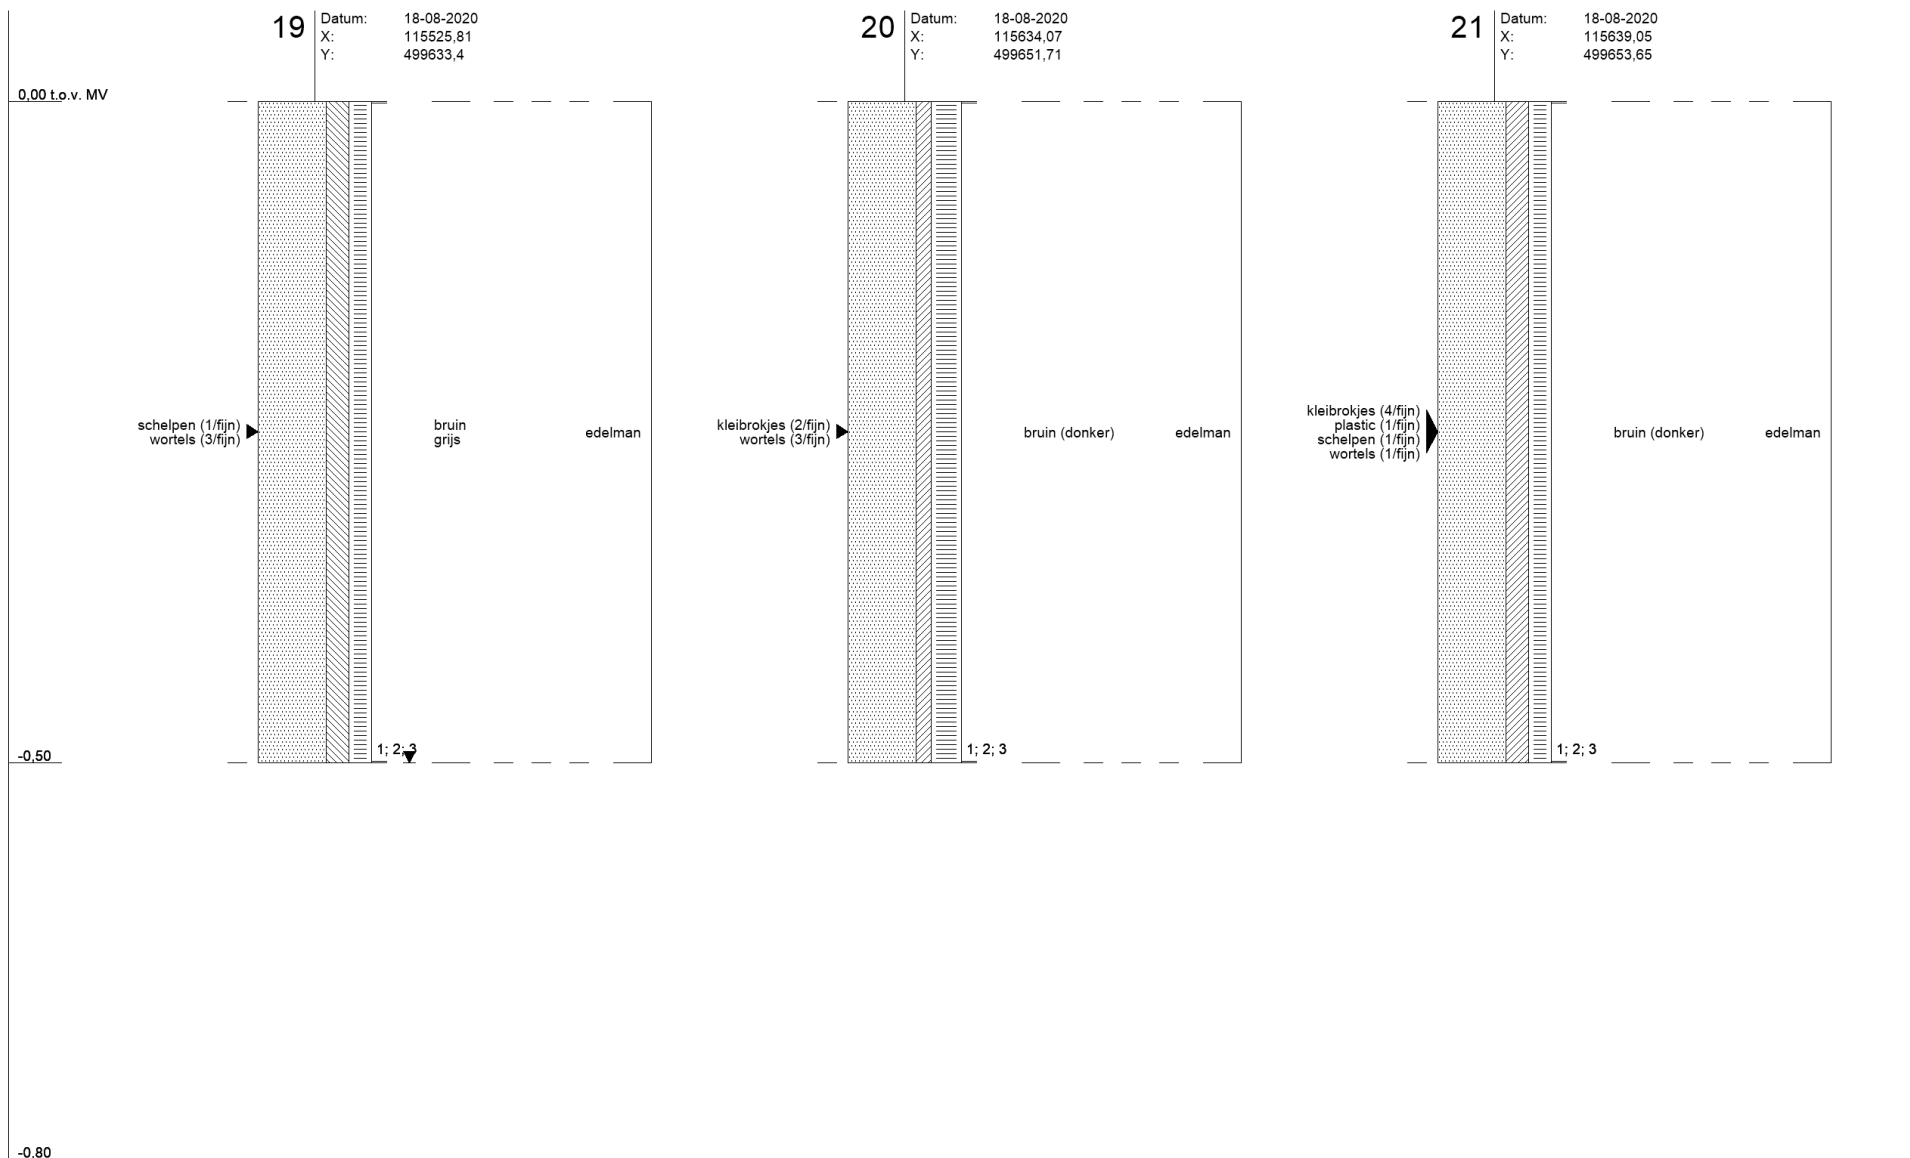 19
Datum: 18-08-2020
X: 115525,81
Y: 499633,4
20
Datum: 18-08-2020
X: 115634,07
Y: 499651,71
21
Datum: 18-08-2020
X: 115639,05
Y: 499653,65
0,00 t.o.v. MV
schelpen (1/fijn)
wortels (3/fijn)
bruin
grijs
edelman
1; 2; 3
kleibrokjes (2/fijn)
wortels (3/fijn)
bruin (donker)
edelman
1; 2; 3
kleibrokjes (4/fijn)
plastic (1/fijn)
schelpen (1/fijn)
wortels (1/fijn)
bruin (donker)
edelman
1; 2; 3
-0,50
-0,80